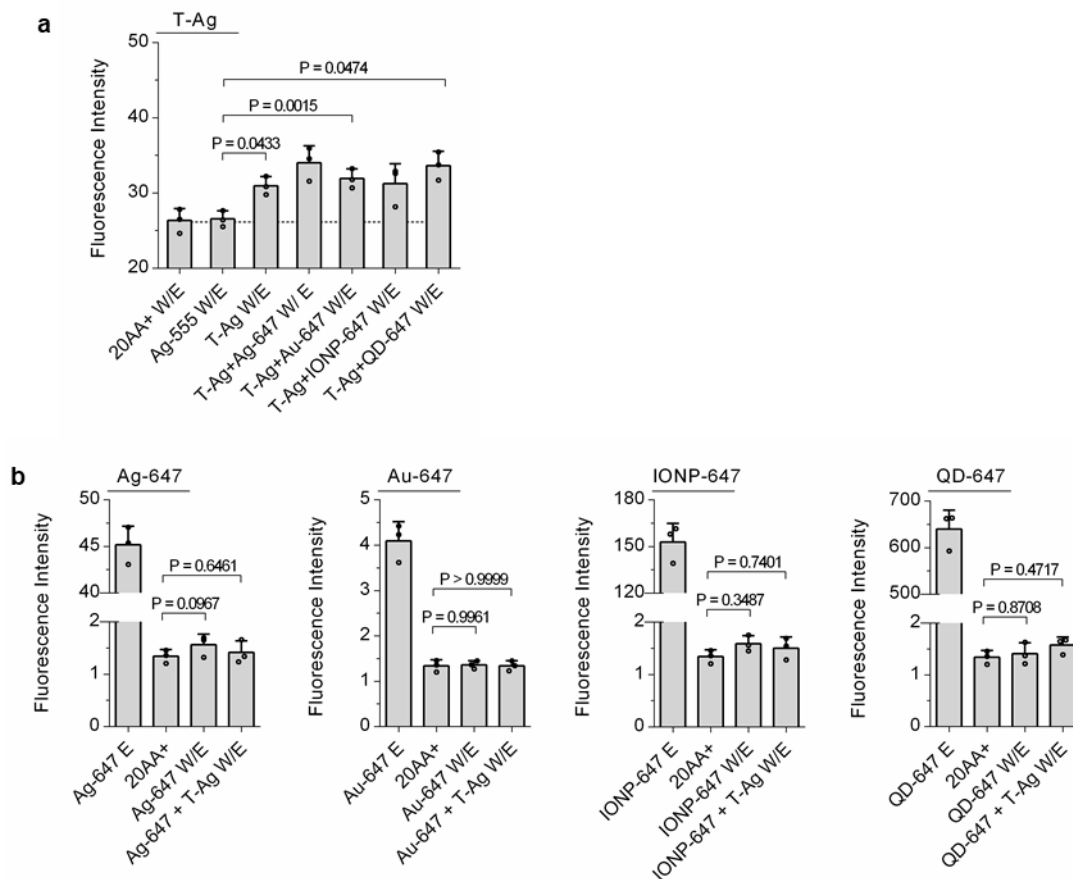 a
T-Ag
Fluorescence Intensity
50
40
30
20
P = 0.0474
P = 0.0015
P = 0.0433
20AA+ W/E
Ag-555 W/E
T-Ag W/E
T-Ag+Ag-647 W/ E
T-Ag+Au-647 W/E
T-Ag+IONP-647 W/E
T-Ag+QD-647 W/E
b
Ag-647
Fluorescence Intensity
50
45
40
2
1
0
P = 0.6461
P = 0.0967
Ag-647 E
20AA+
Ag-647 W/E
Ag-647 + T-Ag W/E
Au-647
Fluorescence Intensity
5
4
3
2
1
0
P > 0.9999
P = 0.9961
Au-647 E
20AA+
Au-647 W/E
Au-647 + T-Ag W/E
IONP-647
Fluorescence Intensity
180
150
120
2
1
0
P = 0.7401
P = 0.3487
IONP-647 E
20AA+
IONP-647 W/E
IONP-647 + T-Ag W/E
QD-647
Fluorescence Intensity
700
600
500
2
1
0
P = 0.4717
P = 0.8708
QD-647 E
20AA+
QD-647 W/E
QD-647 + T-Ag W/E